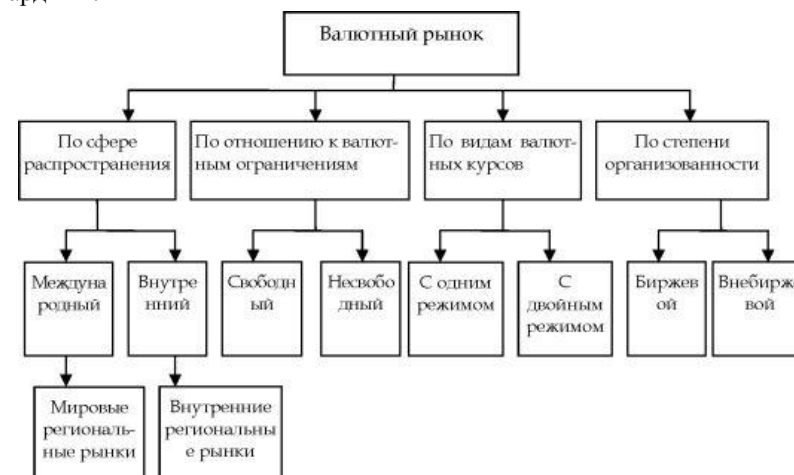 Валютный рынок
По сфере
распространения
По отношению к валют-
ным ограничениям
По видам валют-
ных курсов
По степени
организованности
Междуна
родный
Внутре
нний
Свободн
ый
Несвобо
дный
С одним
режимом
С
двойным
режимом
Биржев
ой
Внебирже
вой
Мировые
региональ-
ные рынки
Внутренние
региональны
е рынки